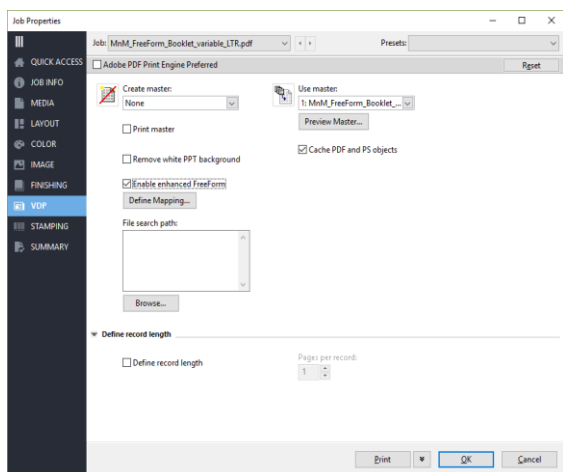 Job Properties
Job: MnM_FreeForm_Booklet_variable_LTR.pdf Presets:
QUICK ACCESS Adobe PDF Print Engine Preferred Reset
JOB INFO
MEDIA
LAYOUT
COLOR
IMAGE
FINISHING
VDP
STAMPING
SUMMARY
Create master: Use master:
None 1: MnM_FreeForm_Booklet_...
Print master Preview Master...
Remove white PPT background Cache PDF and PS objects
Enable enhanced FreeForm
Define Mapping...
File search path:
Browse...
Define record length
Define record length Pages per record:
1
Print OK Cancel